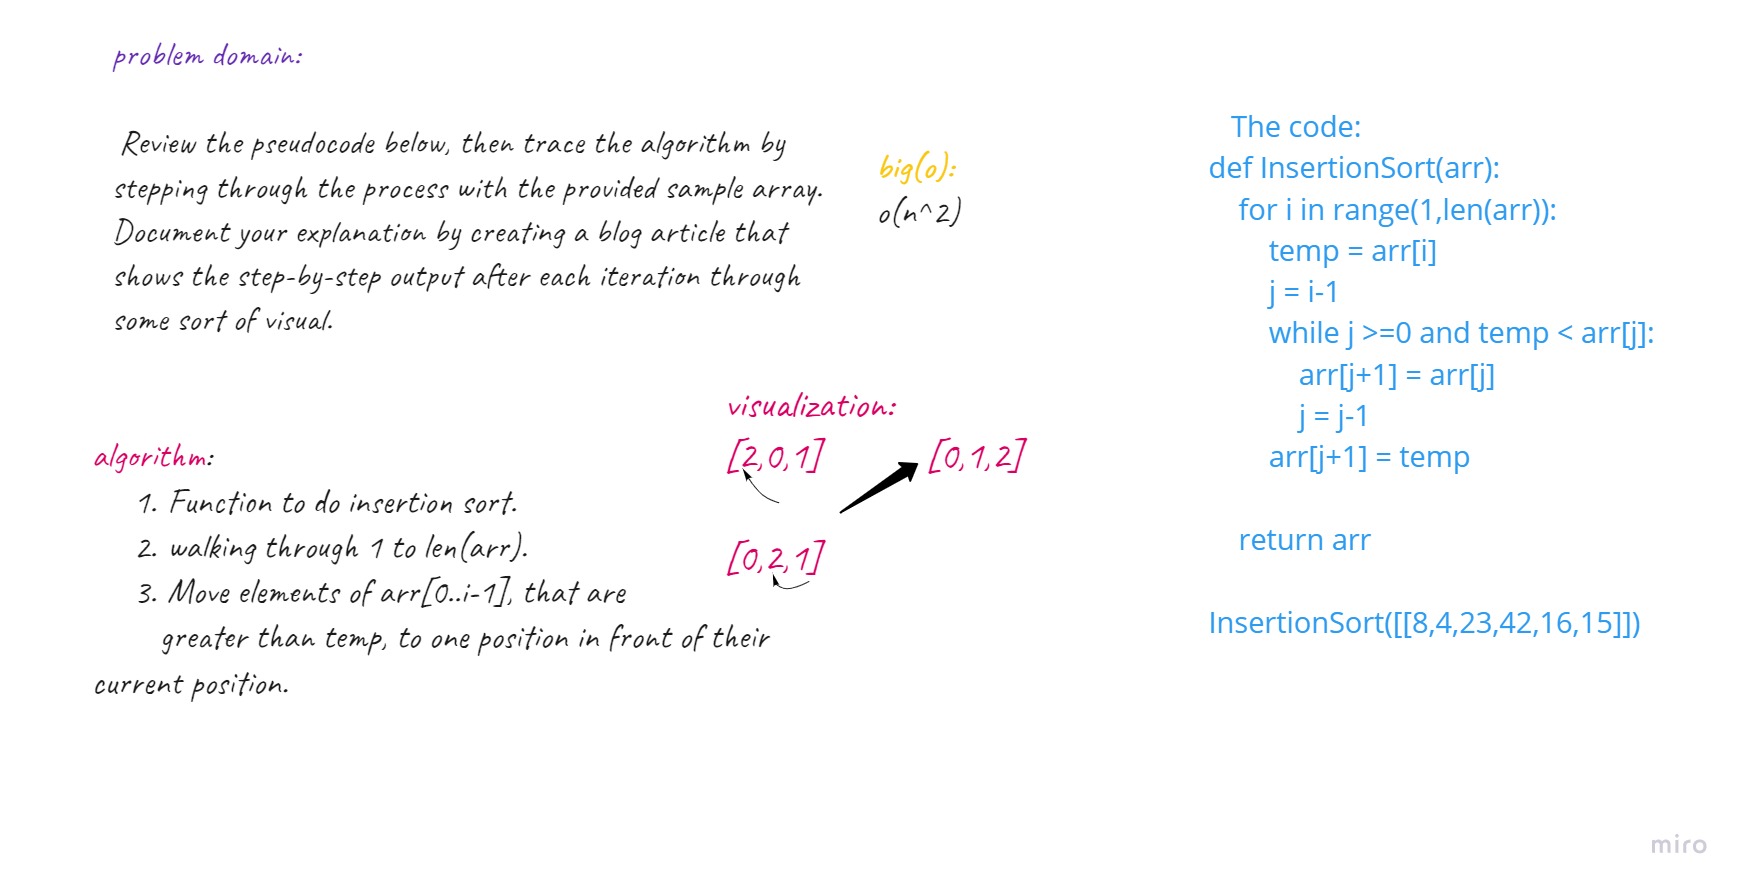 problem domain:
Review the pseudocode below, then trace the algorithm by
stepping through the process with the provided sample array.
Document your explanation by creating a blog article that
shows the step-by-step output after each iteration through
some sort of visual.
big(o):
o(n^2)
algorithm:
1. Function to do insertion sort.
2. walking through 1 to len(arr).
3. Move elements of arr[0..i-1], that are
greater than temp, to one position in front of their
current position.
visualization:
[2,0,1]
[0,1,2]
[0,2,1]
The code:
def InsertionSort(arr):
for i in range(1,len(arr)):
temp = arr[i]
j = i-1
while j >=0 and temp < arr[j]:
arr[j+1] = arr[j]
j = j-1
arr[j+1] = temp
return arr
InsertionSort([[8,4,23,42,16,15]])
miro